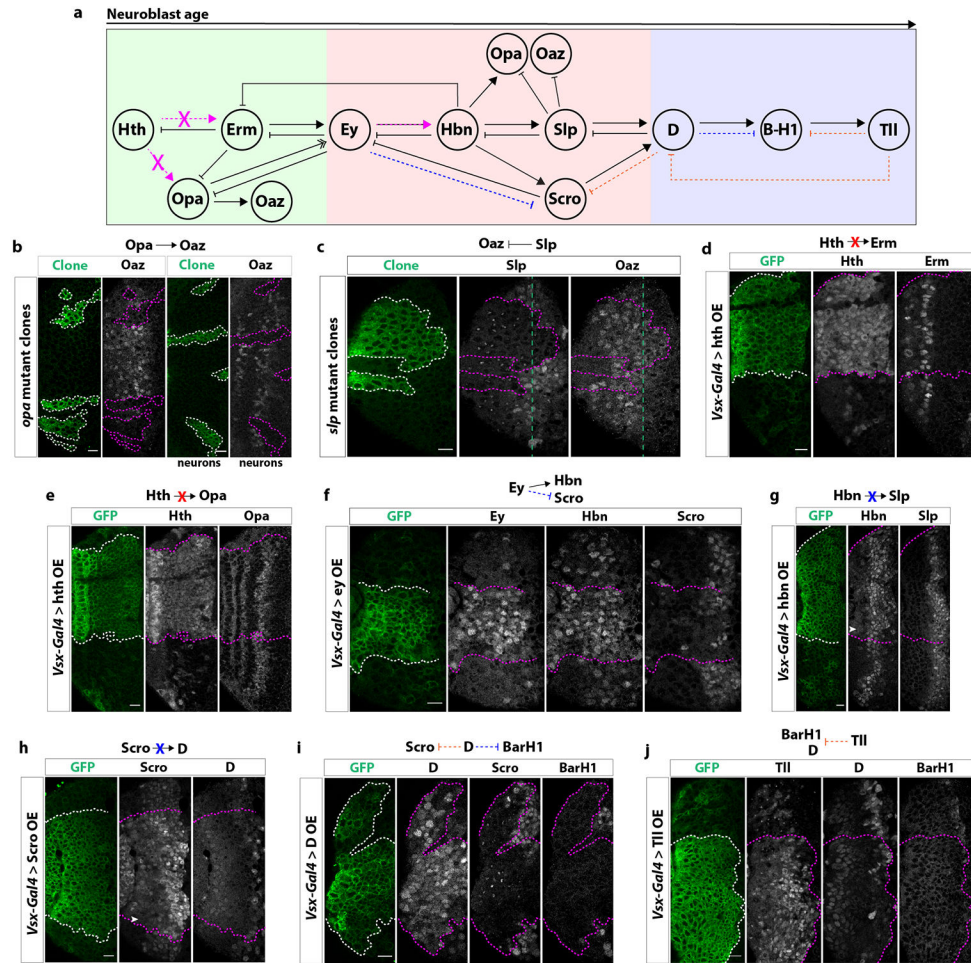 a
Neuroblast age
Opa Oaz
Hth Erm Ey Hbn Slp D B-H1 Tll
X
X
Opa Oaz Scro
b
Opa Oaz
Clone Oaz Clone Oaz
opa mutant clones
neurons neurons
c
Oaz Slp
Clone Slp Oaz
slp mutant clones
d
Hth X Erm
GFP Hth Erm
Vsx-Gal4 > hth OE
e
Hth X Opa
GFP Hth Opa
Vsx-Gal4 > hth OE
f
Ey Hbn
Scro
GFP Ey Hbn Scro
Vsx-Gal4 > ey OE
g
Hbn X Slp
GFP Hbn Slp
Vsx-Gal4 > hbn OE
h
Scro X D
GFP Scro D
Vsx-Gal4 > Scro OE
i
Scro D BarH1
GFP D Scro BarH1
Vsx-Gal4 > D OE
j
BarH1 Tll
D
GFP Tll D BarH1
Vsx-Gal4 > Tll OE